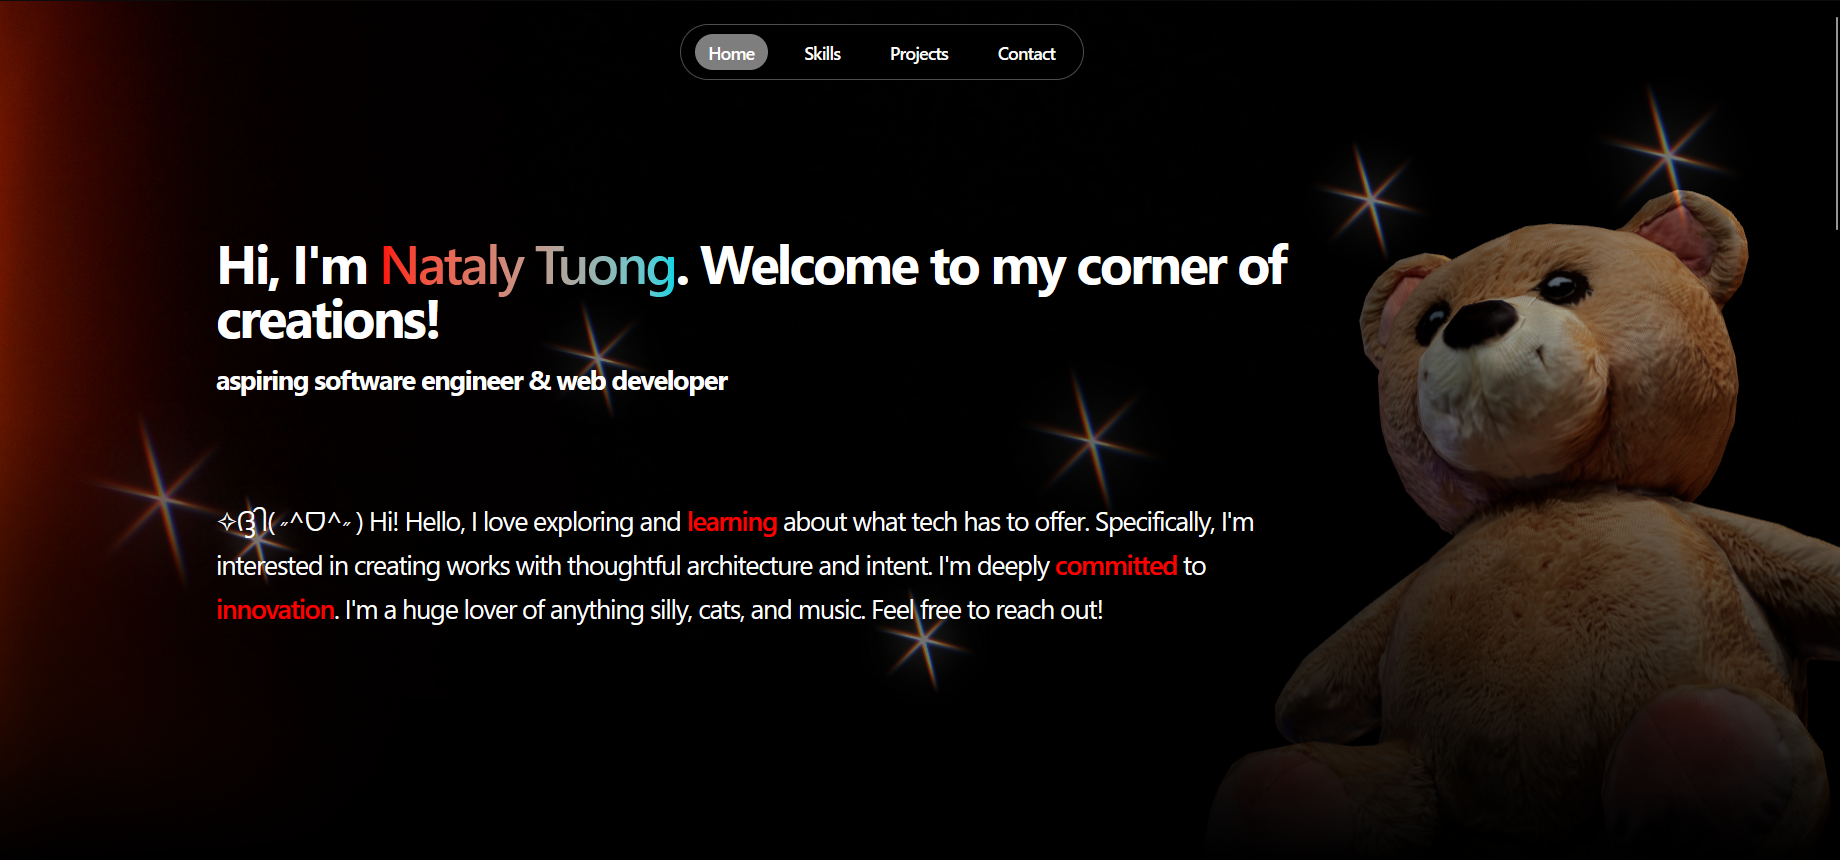 Home Skills Projects Contact
Hi, I'm Nataly Tuong. Welcome to my corner of
creations!
aspiring software engineer & web developer
✧ദ്ദി( ˶^ᗜ^˶ ) Hi! Hello, I love exploring and learning about what tech has to offer. Specifically, I'm
interested in creating works with thoughtful architecture and intent. I'm deeply committed to
innovation. I'm a huge lover of anything silly, cats, and music. Feel free to reach out!